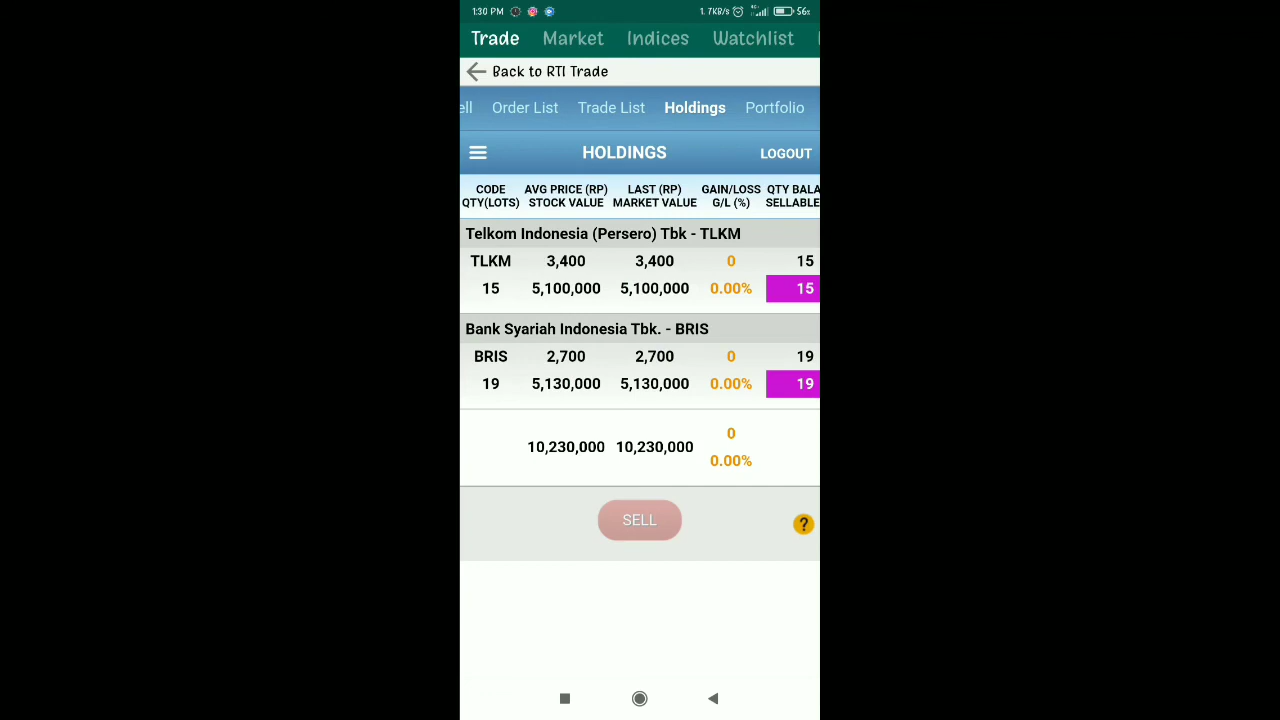 1:30 PM 1.7KB/s 56%
Trade Market Indices Watchlist
Back to RTI Trade
ell Order List Trade List Holdings Portfolio
HOLDINGS LOGOUT
CODE AVG PRICE (RP) LAST (RP) GAIN/LOSS QTY BALA
QTY(LOTS) STOCK VALUE MARKET VALUE G/L (%) SELLABLE
Telkom Indonesia (Persero) Tbk - TLKM
TLKM 3,400 3,400 0 15
15 5,100,000 5,100,000 0.00% 15
Bank Syariah Indonesia Tbk. - BRIS
BRIS 2,700 2,700 0 19
19 5,130,000 5,130,000 0.00% 19
0
10,230,000 10,230,000
0.00%
SELL
?